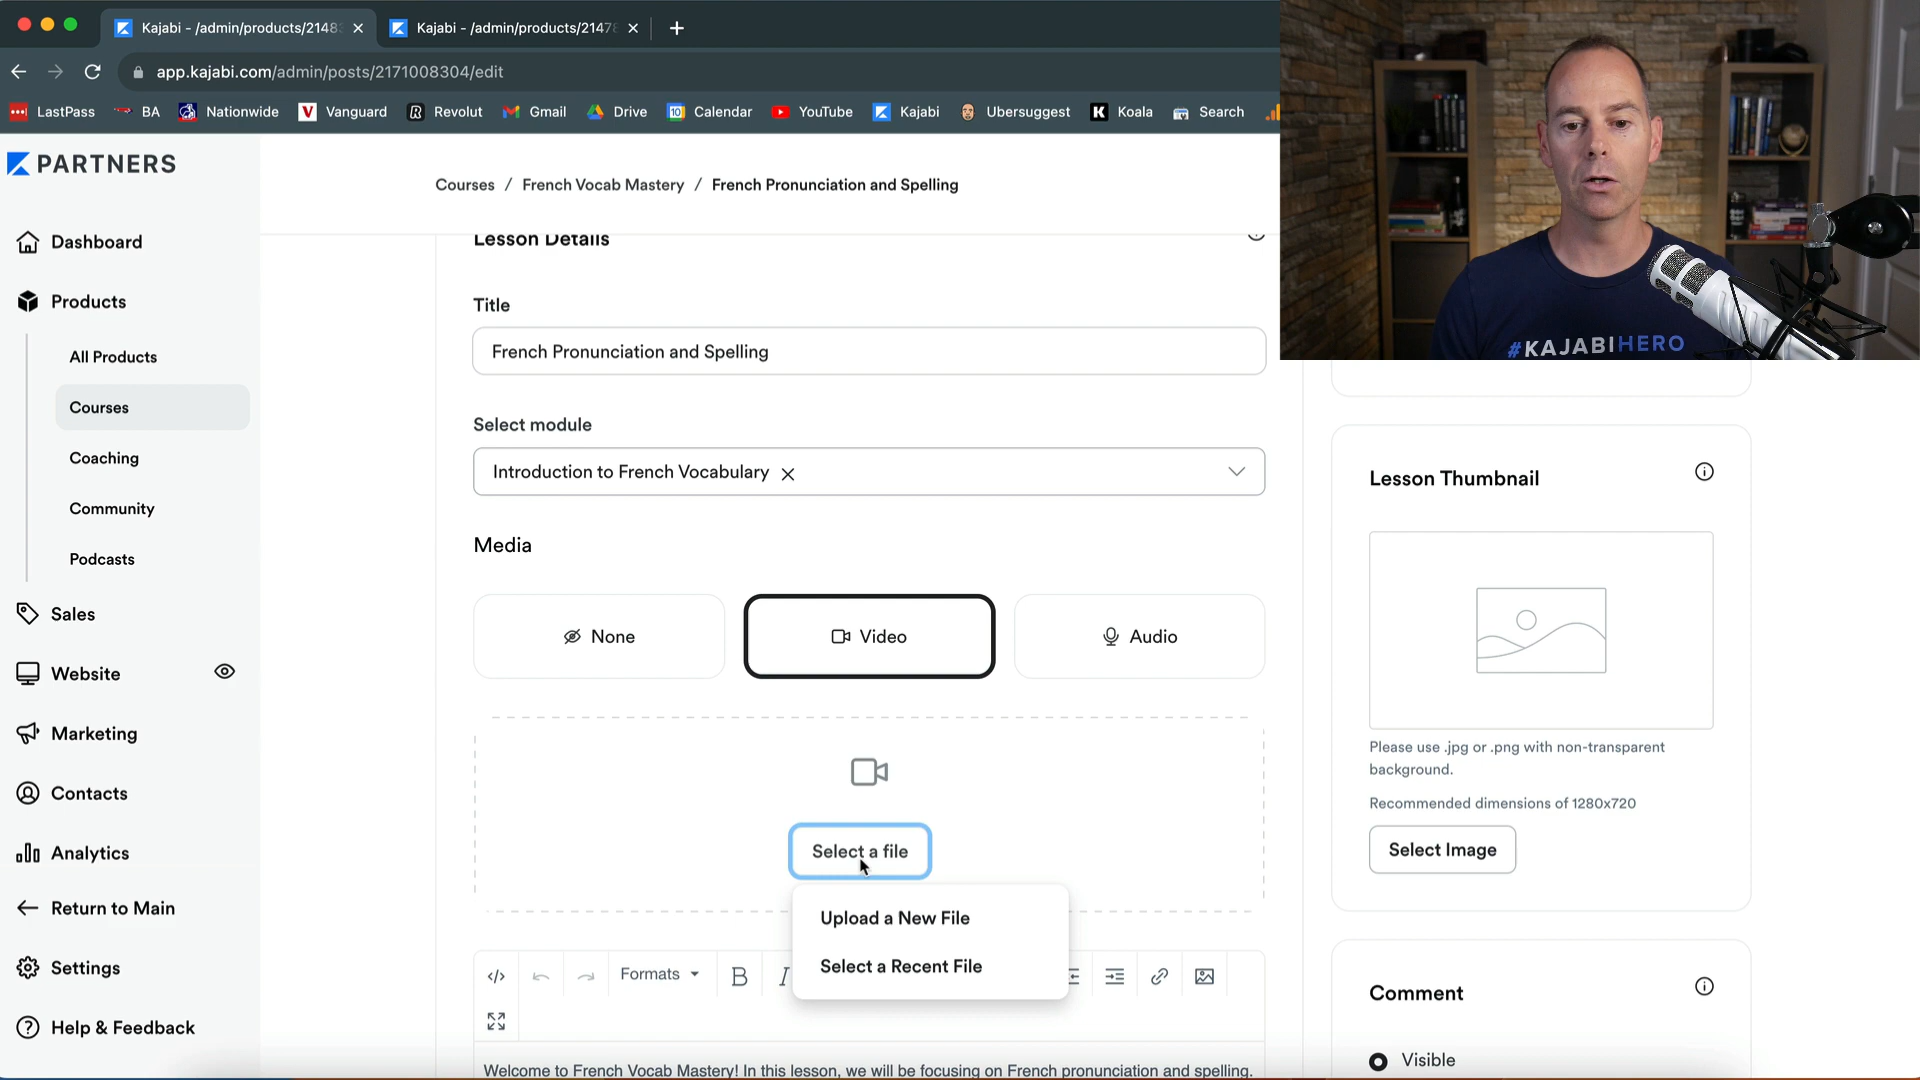 Kajabi - /admin/products/2148
Kajabi - /admin/products/2147
app.kajabi.com/admin/posts/2171008304/edit
LastPass
BA
Nationwide
Vanguard
Revolut
Gmail
Drive
Calendar
YouTube
Kajabi
Ubersuggest
Koala
Search
PARTNERS
Courses / French Vocab Mastery / French Pronunciation and Spelling
Dashboard
Products
All Products
Courses
Coaching
Community
Podcasts
Sales
Website
Marketing
Contacts
Analytics
Return to Main
Settings
Help & Feedback
Lesson Details
Title
French Pronunciation and Spelling
Select module
Introduction to French Vocabulary
Media
None
Video
Audio
Select a file
Upload a New File
Select a Recent File
Formats
B
I
Welcome to French Vocab Mastery! In this lesson, we will be focusing on French pronunciation and spelling.
#KAJABIHERO
Lesson Thumbnail
Please use .jpg or .png with non-transparent
background.
Recommended dimensions of 1280x720
Select Image
Comment
Visible